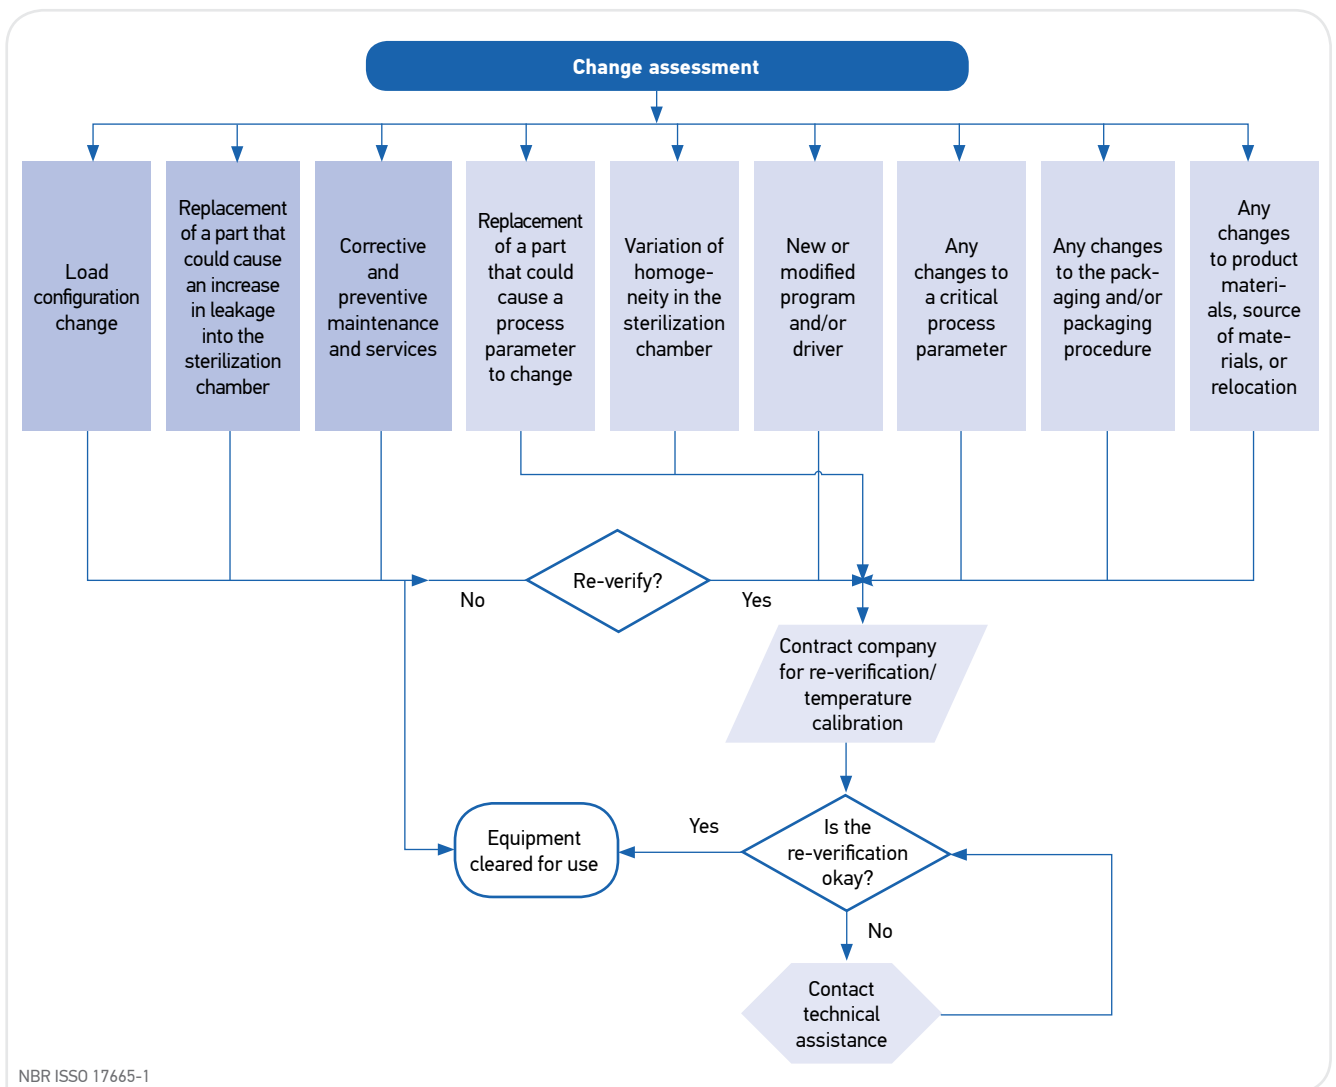 Change assessment
Load
configuration
change
Replacement
of a part that
could cause
an increase
in leakage
into the
sterilization
chamber
Corrective
and
preventive
maintenance
and services
Replacement
of a part
that could
cause a
process
parameter
to change
Variation of
homoge-
neity in the
sterilization
chamber
New or
modified
program
and/or
driver
Any
changes to
a critical
process
parameter
Any changes
to the pack-
aging and/or
packaging
procedure
Any
changes
to product
materi-
als, source
of mate-
rials, or
relocation
Re-verify?
No
Yes
Contract company
for re-verification/
temperature
calibration
Is the
re-verification
okay?
Yes
Equipment
cleared for use
No
Contact
technical
assistance
NBR ISSO 17665-1